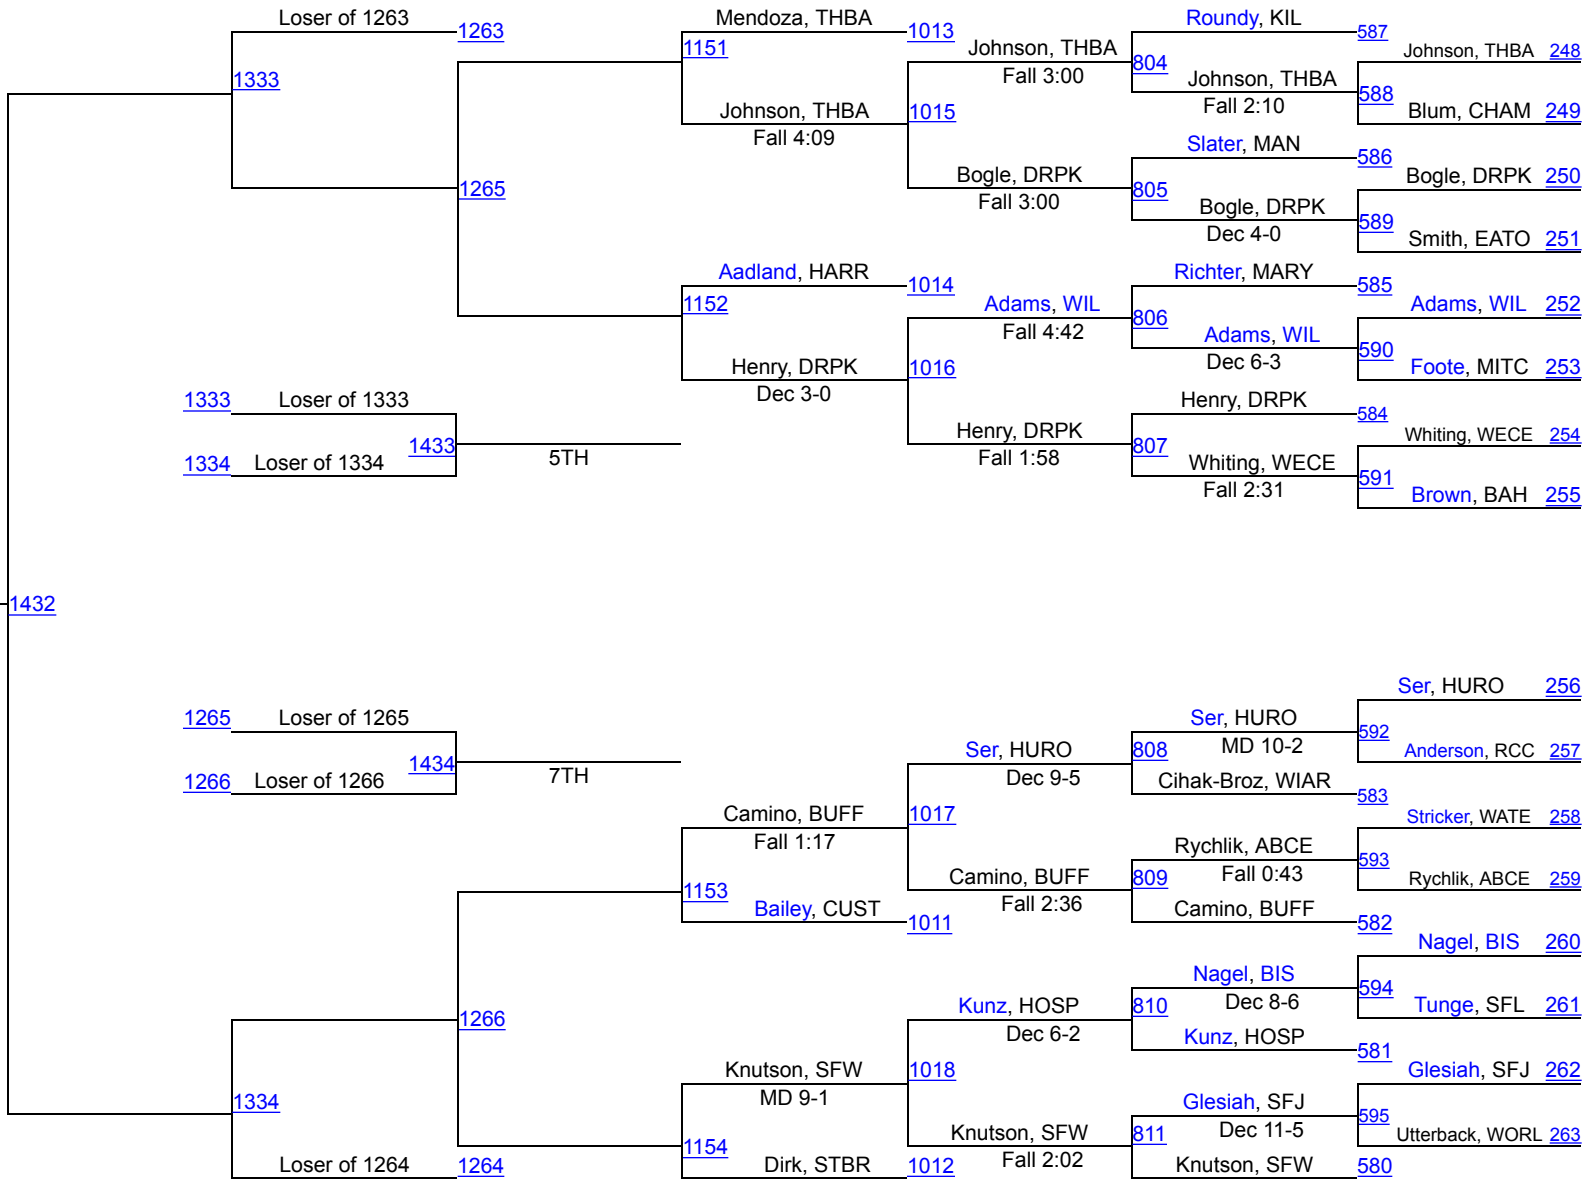 Loser of 1263
1263
Mendoza, THBA
1013
Roundy, KIL
587
1151
Johnson, THBA
Fall 3:00
804
Johnson, THBA 248
1333
Johnson, THBA
Fall 2:10
588
Blum, CHAM 249
Johnson, THBA
Fall 4:09
1015
Slater, MAN
586
Bogle, DRPK 250
1265
Bogle, DRPK
Fall 3:00
805
Bogle, DRPK
Dec 4-0
589
Smith, EATO 251
Aadland, HARR
1014
Richter, MARY
585
1152
Adams, WIL
Fall 4:42
806
Adams, WIL 252
Adams, WIL
Dec 6-3
590
Foote, MITC 253
Henry, DRPK
Dec 3-0
1016
Henry, DRPK
584
1333 Loser of 1333
1433
5TH
1334 Loser of 1334
Henry, DRPK
Fall 1:58
807
Whiting, WECE 254
Whiting, WECE
Fall 2:31
591
Brown, BAH 255
1432
Ser, HURO 256
1265 Loser of 1265
1434
7TH
1266 Loser of 1266
Ser, HURO
MD 10-2
592
Anderson, RCC 257
Ser, HURO
Dec 9-5
808
Cihak-Broz, WIAR
583
Camino, BUFF
Fall 1:17
1017
Stricker, WATE 258
Rychlik, ABCE
Fall 0:43
593
Rychlik, ABCE 259
1153
Camino, BUFF
Fall 2:36
809
Bailey, CUST
1011
Camino, BUFF
582
Nagel, BIS 260
Nagel, BIS
Dec 8-6
594
Tunge, SFL 261
1266
Kunz, HOSP
Dec 6-2
810
Kunz, HOSP
581
Knutson, SFW
MD 9-1
1018
Glesiah, SFJ 262
1334
Glesiah, SFJ
Dec 11-5
595
Utterback, WORL 263
1154
Knutson, SFW
Fall 2:02
811
Loser of 1264
1264
Dirk, STBR
1012
Knutson, SFW
580